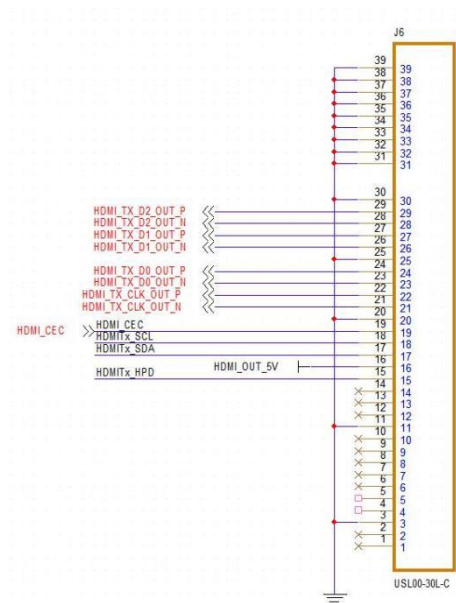 J6
39 39
38 38
37 37
36 36
35 35
34 34
33 33
32 32
31 31
30 30
HDMI_TX_D2_OUT_P 29 29
HDMI_TX_D2_OUT_N 28 28
HDMI_TX_D1_OUT_P 27 27
HDMI_TX_D1_OUT_N 26 26
25 25
HDMI_TX_D0_OUT_P 24 24
HDMI_TX_D0_OUT_N 23 23
HDMI_TX_CLK_OUT_P 22 22
HDMI_TX_CLK_OUT_N 21 21
20 20
HDMI_CEC HDMI_CEC 19 19
HDMITx_SCL 18 18
HDMITx_SDA 17 17
HDMI_OUT_5V 16 16
HDMITx_HPD 15 15
14 14
13 13
12 12
11 11
10 10
9 9
8 8
7 7
6 6
5 5
4 4
3 3
2 2
1 1
USL00-30L-C